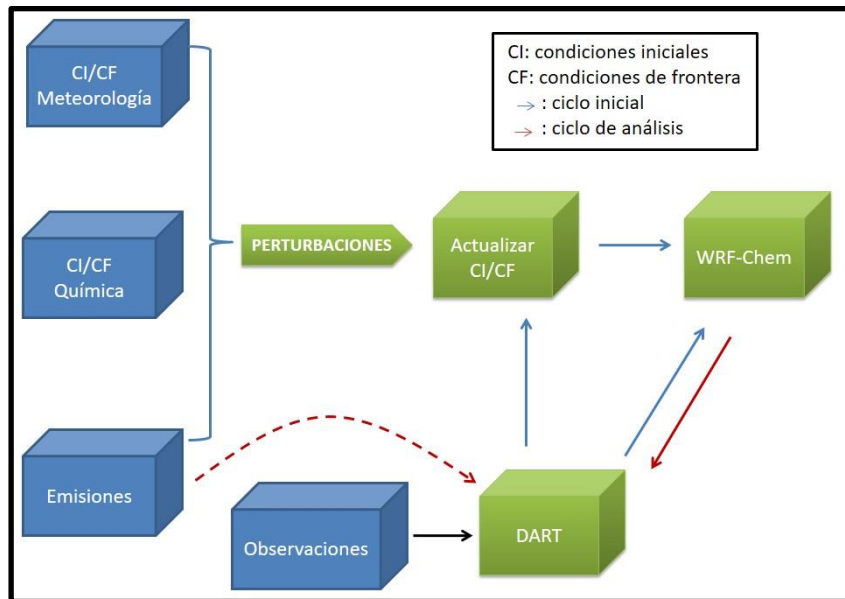 CI/CF
Meteorología
CI: condiciones iniciales
CF: condiciones de frontera
: ciclo inicial
: ciclo de análisis
CI/CF
Química
PERTURBACIONES
Actualizar
CI/CF
WRF-Chem
Emisiones
Observaciones
DART